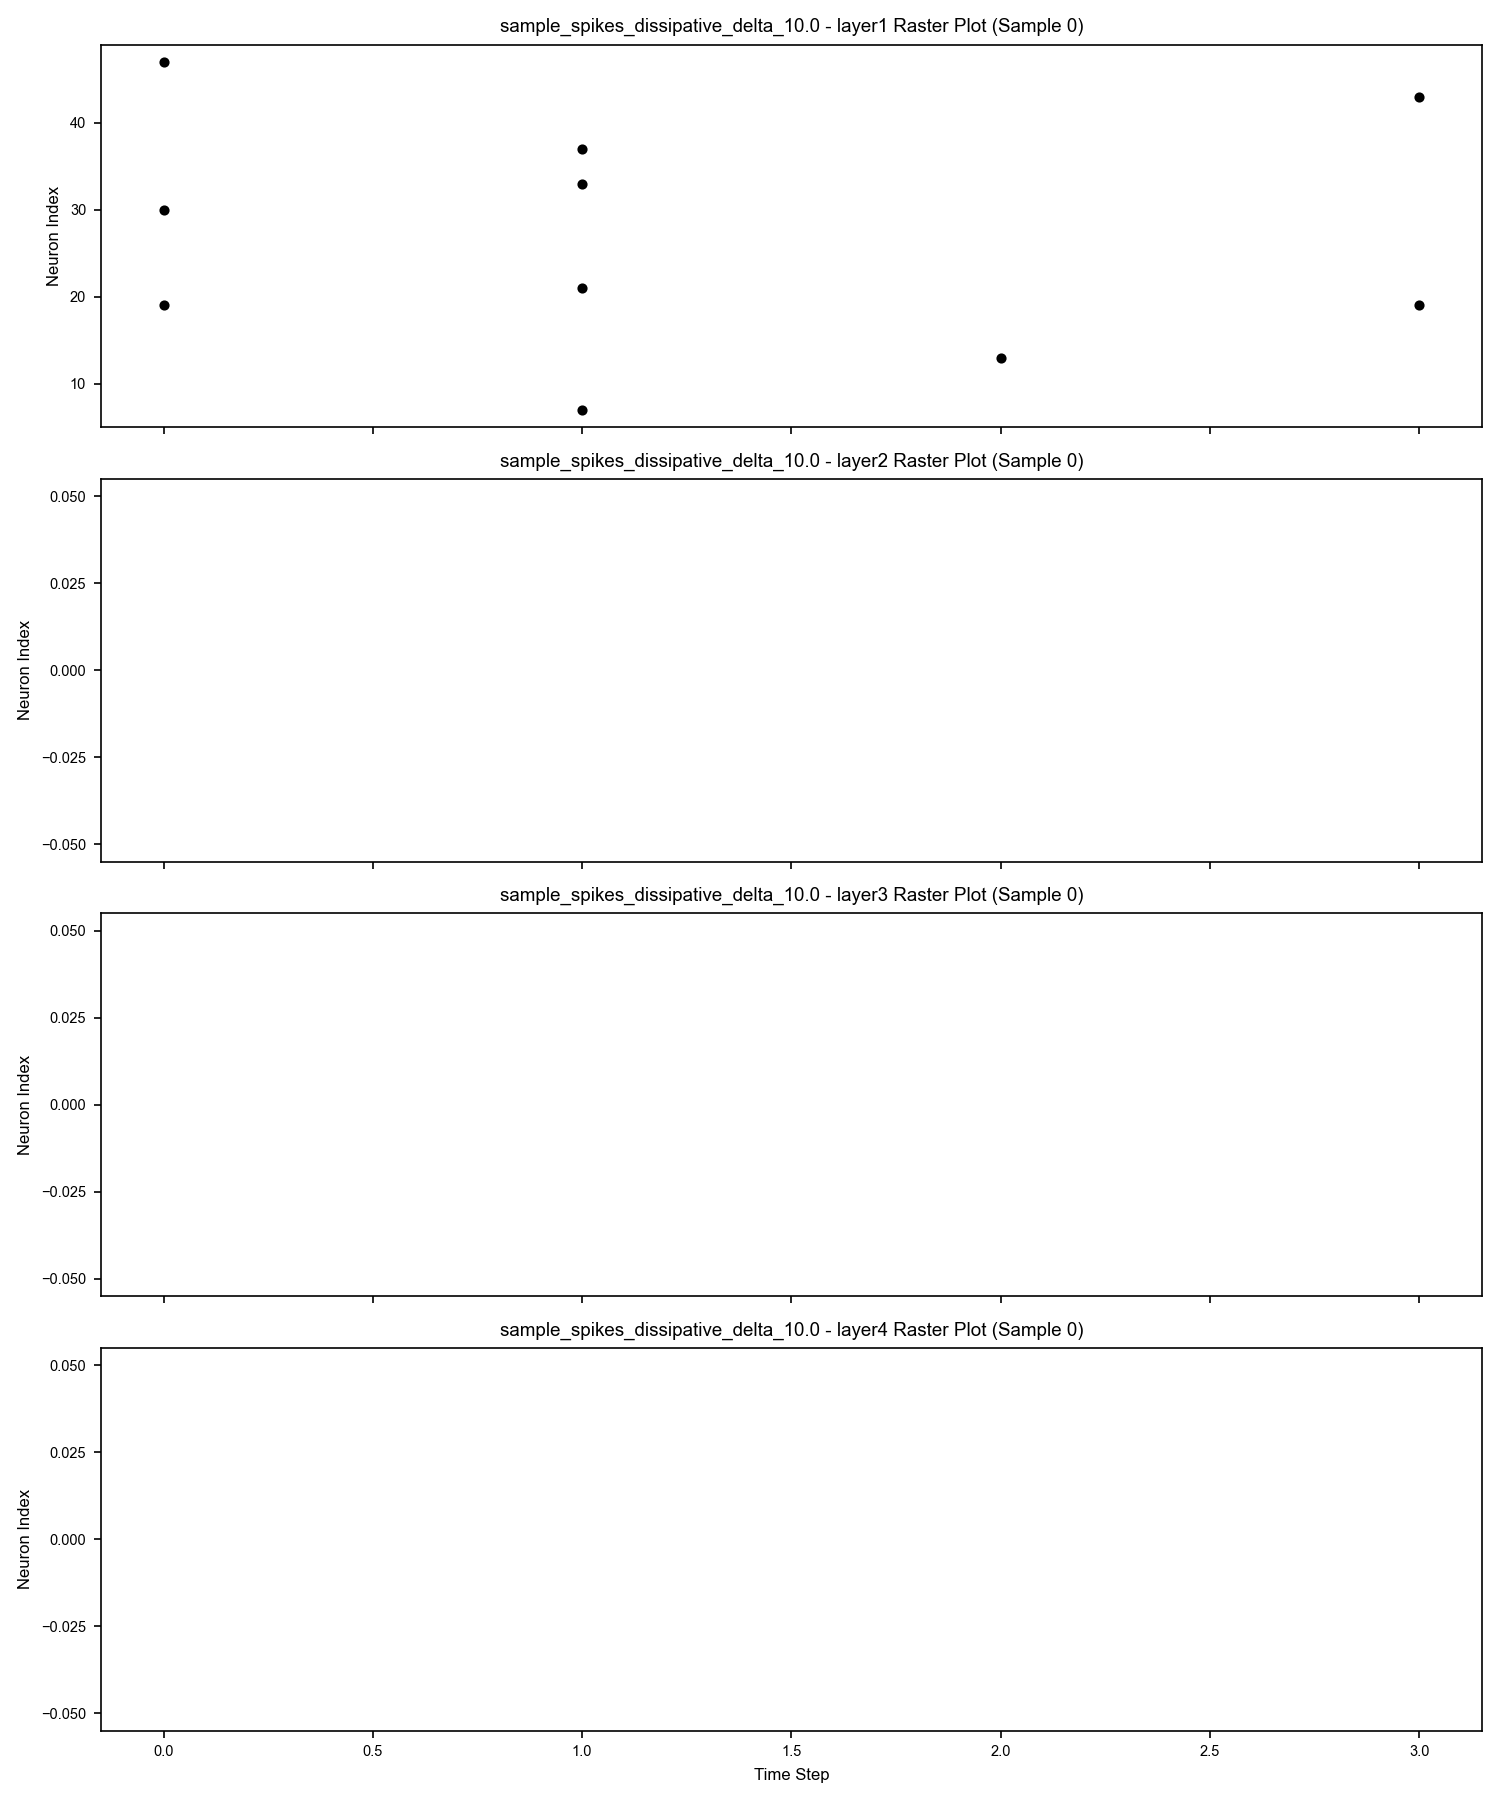 sample_spikes_dissipative_delta_10.0 - layer1 Raster Plot (Sample 0)
40
30
20
10
Neuron Index
sample_spikes_dissipative_delta_10.0 - layer2 Raster Plot (Sample 0)
0.050
0.025
0.000
−0.025
−0.050
Neuron Index
sample_spikes_dissipative_delta_10.0 - layer3 Raster Plot (Sample 0)
0.050
0.025
0.000
−0.025
−0.050
Neuron Index
sample_spikes_dissipative_delta_10.0 - layer4 Raster Plot (Sample 0)
0.050
0.025
0.000
−0.025
−0.050
Neuron Index
0.0 0.5 1.0 1.5 2.0 2.5 3.0
Time Step